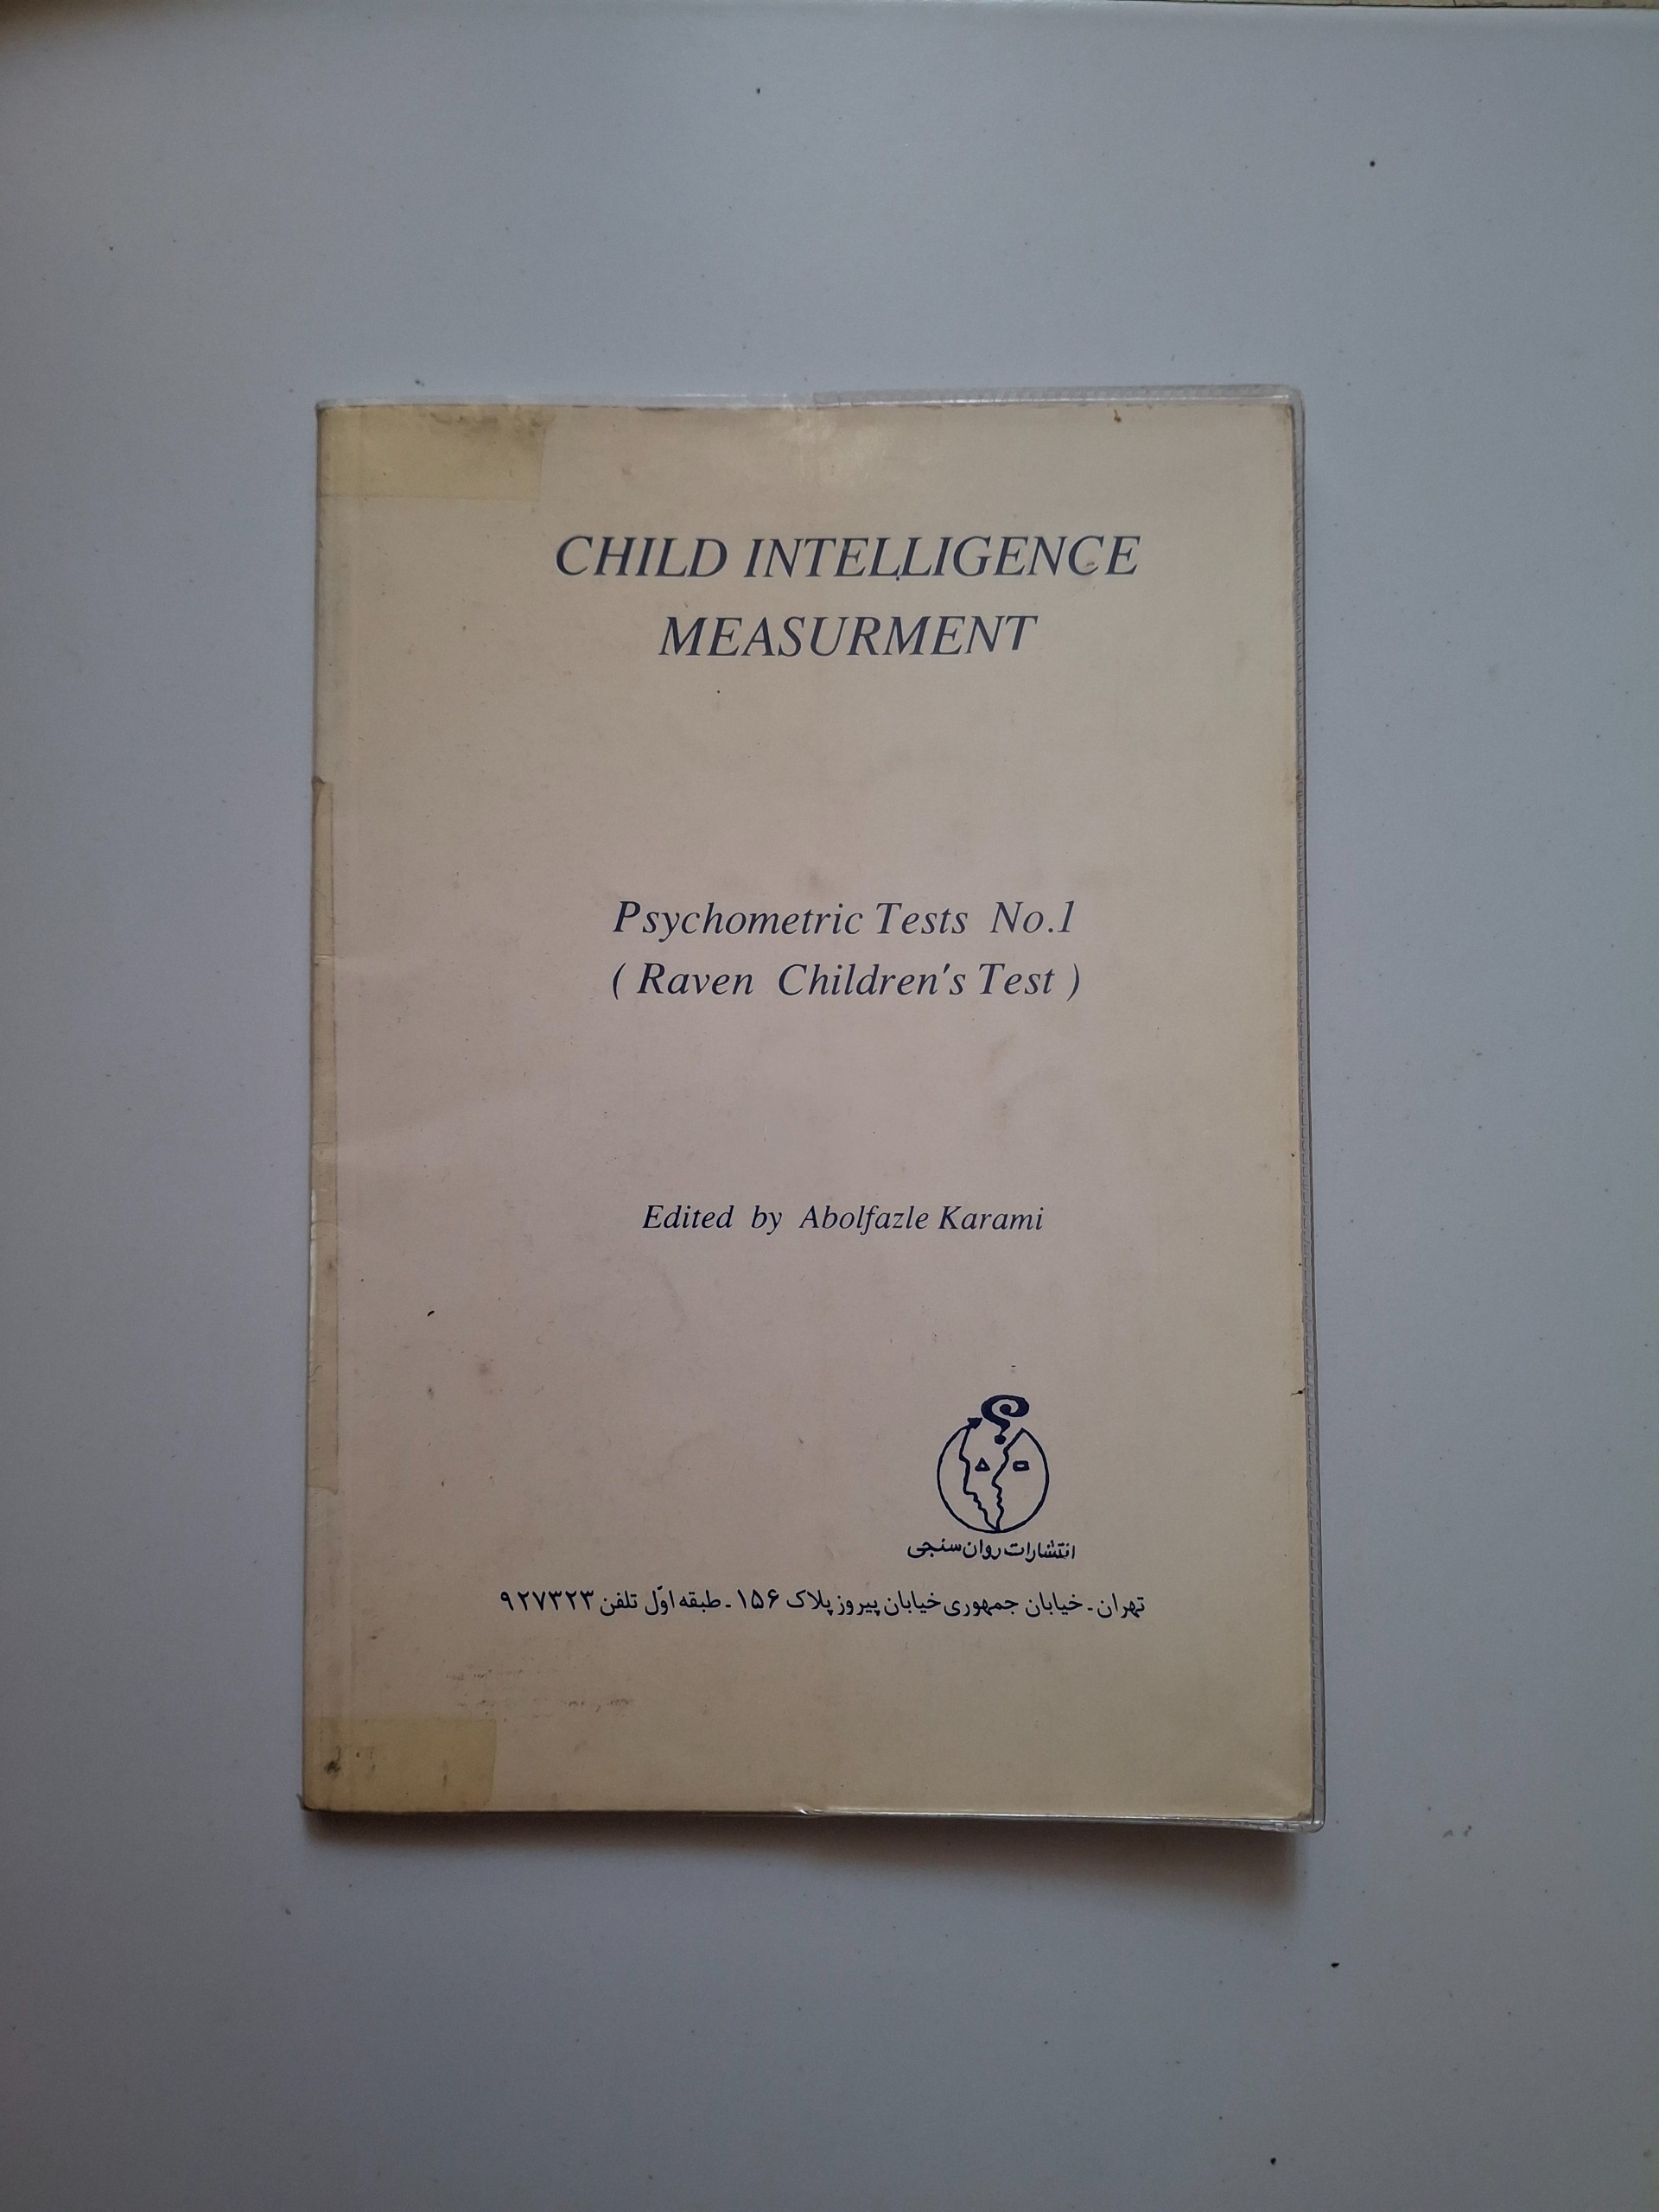 CHILD INTELLIGENCE
MEASURMENT
Psychometric Tests No.1
( Raven Children's Test )
Edited by Abolfazle Karami
انتشارات روان‌سنجی
تهران ـ خیابان جمهوری خیابان پیروز پلاک ۱۵۶ ـ طبقه اوّل تلفن ۹۲۷۳۲۳